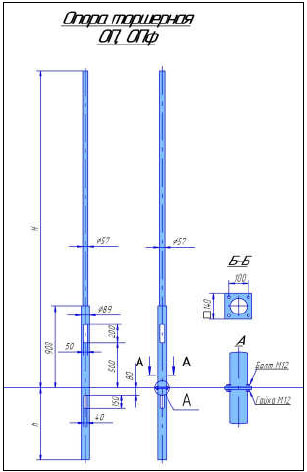 Опора торшерная
ОП, ОПф
H
ø57
ø57
Б-Б
100
□140
ø89
900
200
50
500
80
А
А
А
А
Болт М12
Гайка М12
150
40
h